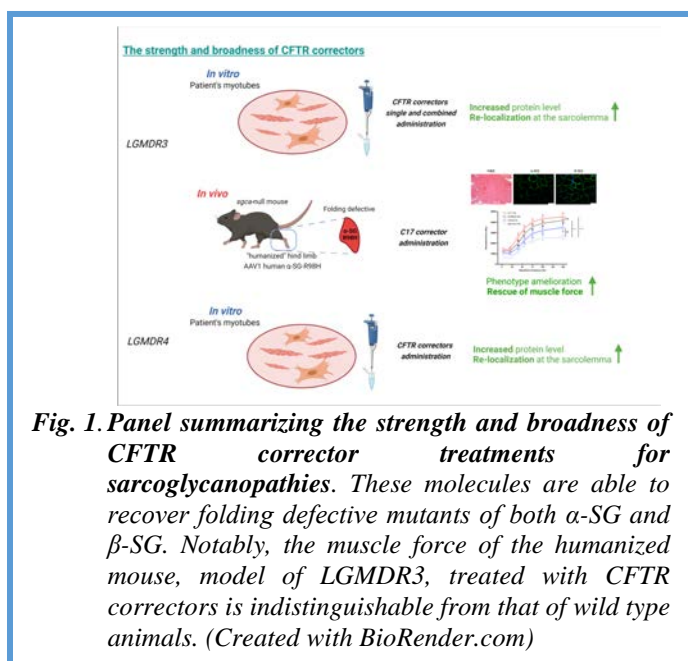 The strength and broadness of CFTR correctors
In vitro
Patient's myotubes
LGMDR3
CFTR correctors
single and combined
administration
Increased protein level
Re-localization at the sarcolemma
In vivo
sgca-null mouse
Folding defective
α-SG
R98H
"humanized" hind limb
AAV1 human α-SG-R98H
C17 corrector
administration
Phenotype amelioration
Rescue of muscle force
In vitro
Patient's myotubes
LGMDR4
CFTR correctors
administration
Increased protein level
Re-localization at the sarcolemma
Fig. 1. Panel summarizing the strength and broadness of
CFTR corrector treatments for
sarcoglycanopathies. These molecules are able to
recover folding defective mutants of both α-SG and
β-SG. Notably, the muscle force of the humanized
mouse, model of LGMDR3, treated with CFTR
correctors is indistinguishable from that of wild type
animals. (Created with BioRender.com)